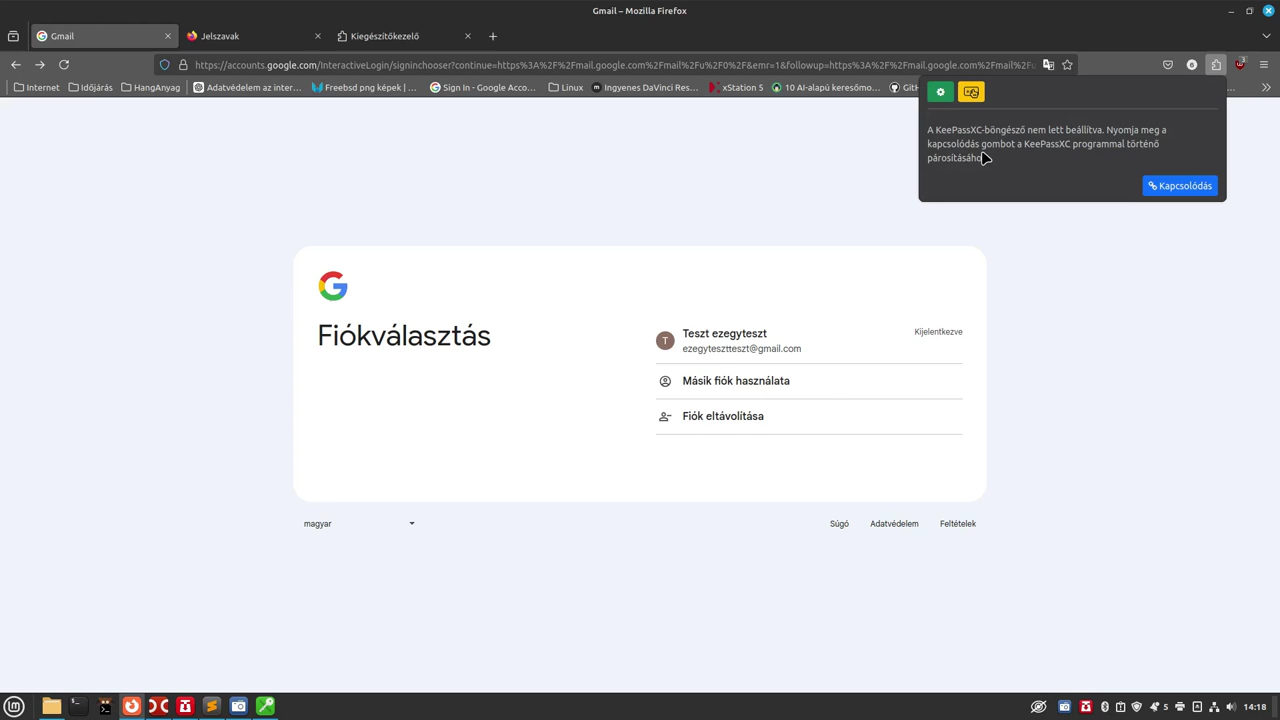 Gmail – Mozilla Firefox
Gmail
Jelszavak
Kiegészítőkezelő
https://accounts.google.com/InteractiveLogin/signinchooser?continue=https%3A%2F%2Fmail.google.com%2Fmail%2Fu%2F0%2F&emr=1&followup=https%3A%2F%2Fmail.google.com%2Fmail%2Fu
Internet
Időjárás
HangAnyag
Adatvédelem az inter…
Freebsd png képek | …
Sign In - Google Acco…
Linux
Ingyenes DaVinci Res…
xStation 5
10 AI-alapú keresőmo…
GitH
A KeePassXC-böngésző nem lett beállítva. Nyomja meg a
kapcsolódás gombot a KeePassXC programmal történő
párosításáho
Kapcsolódás
Fiókválasztás
T
Teszt ezegyteszt
ezegytesztteszt@gmail.com
Kijelentkezve
Másik fiók használata
Fiók eltávolítása
magyar
Súgó
Adatvédelem
Feltételek
5
14:18